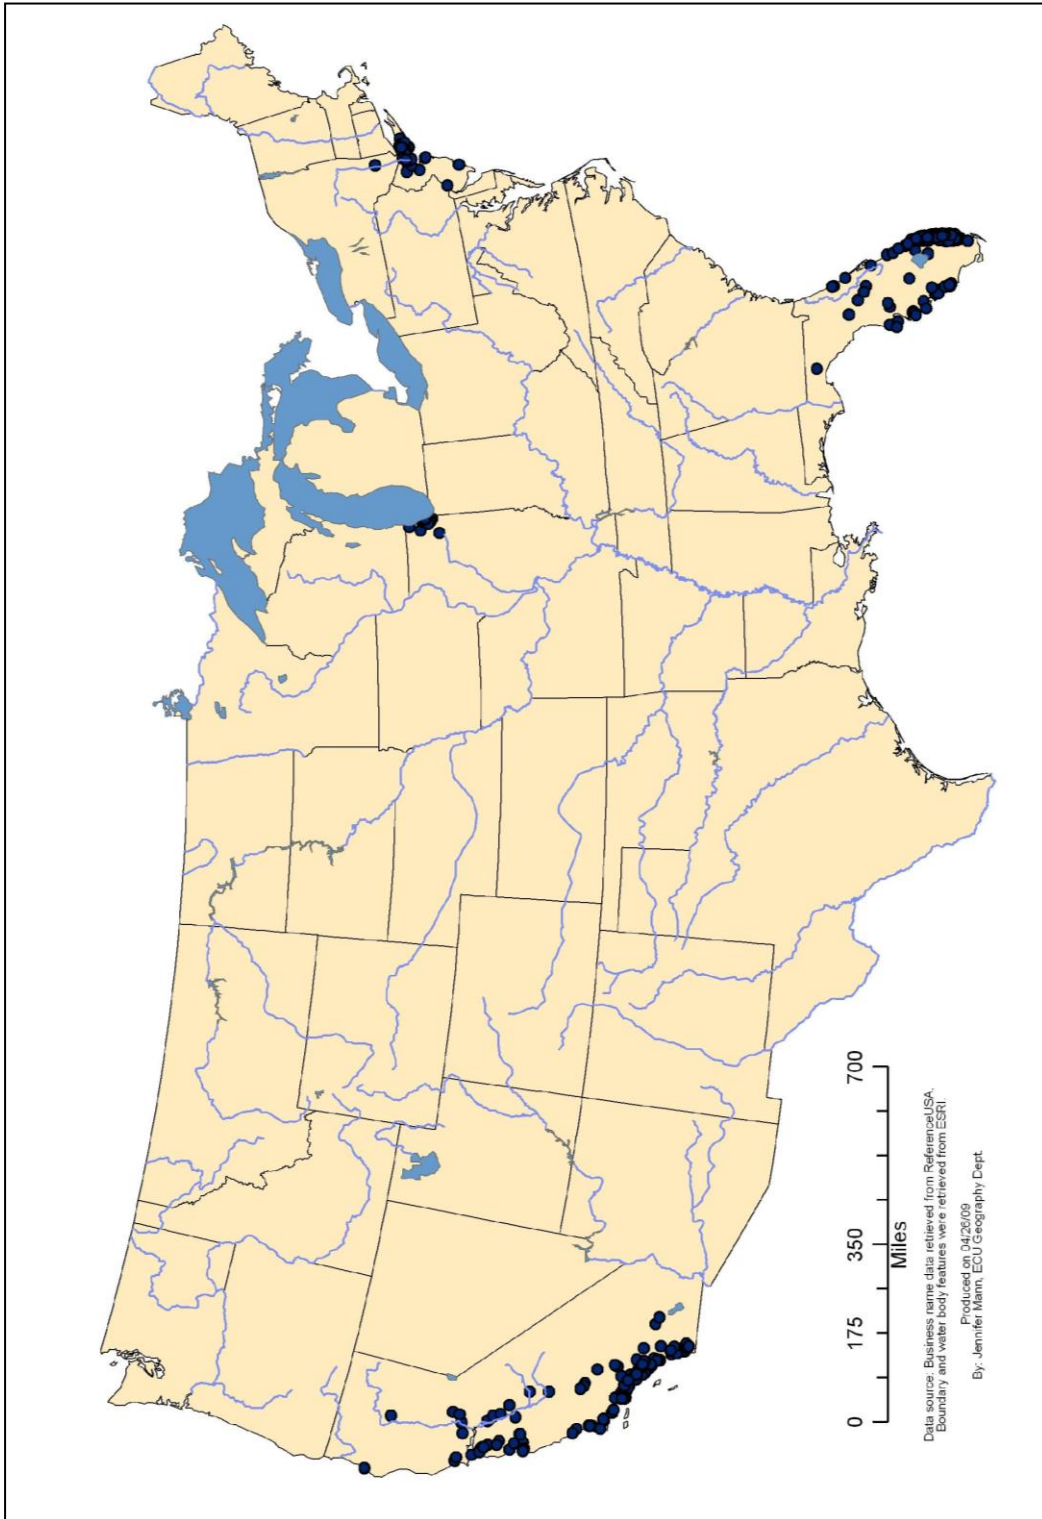 0 175 350 700
Miles
Data source: Business name data retrieved from ReferenceUSA.
Boundary and water body features were retrieved from ESRI.
Produced on 04/26/09
By: Jennifer Mann, ECU Geography Dept.